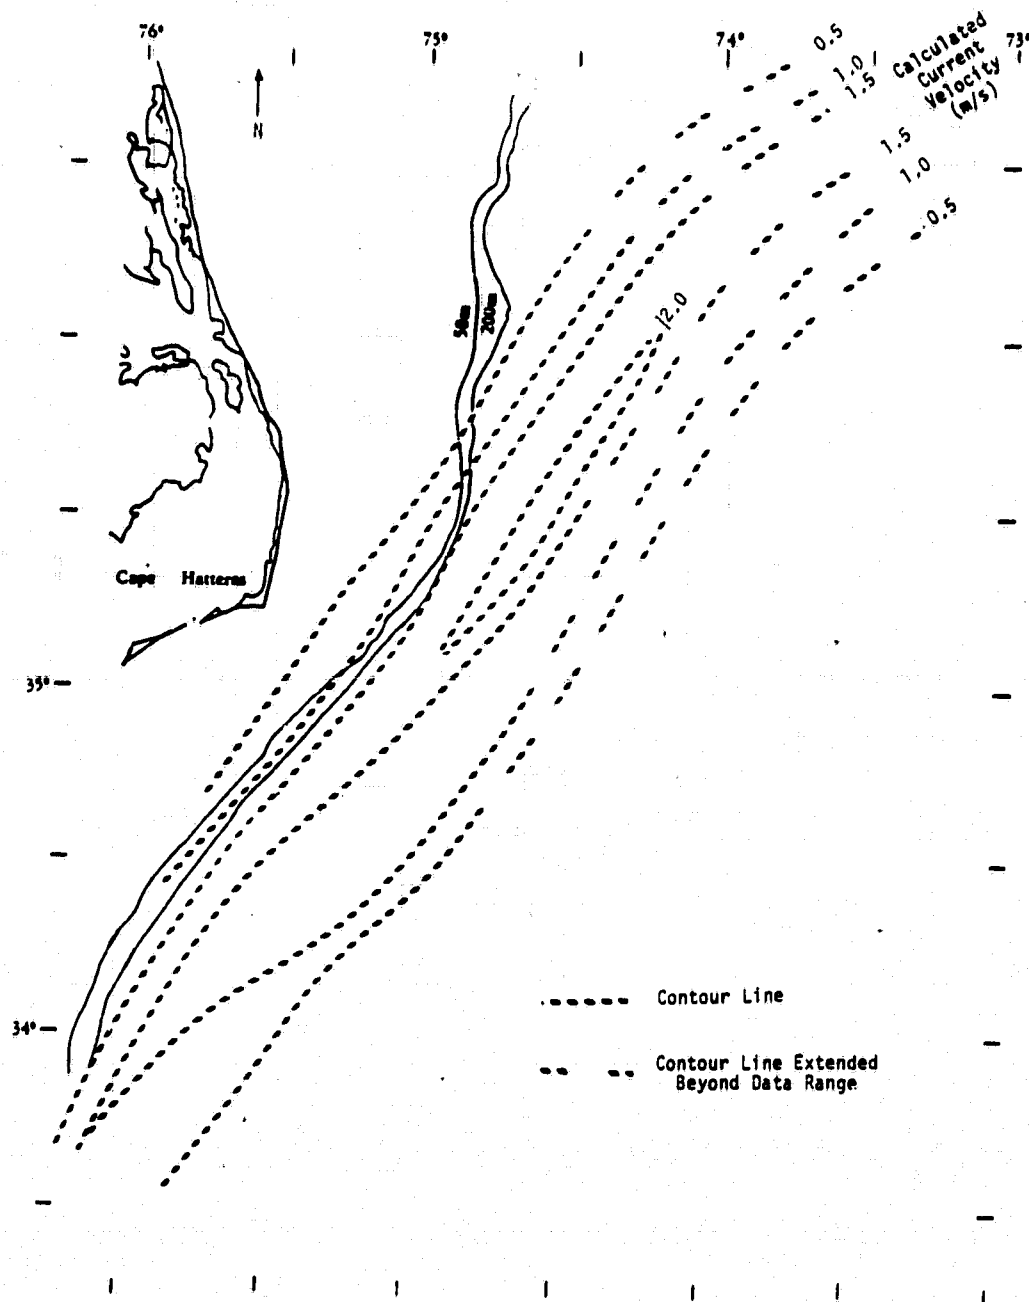 76° 75° 74° 73°
0.5
1.0
1.5
Calculated
Current
Velocity
(m/s)
1.5
1.0
0.5
N
50m
200m
2.0
Cape Hatteras
35°
34°
Contour Line
Contour Line Extended
Beyond Data Range